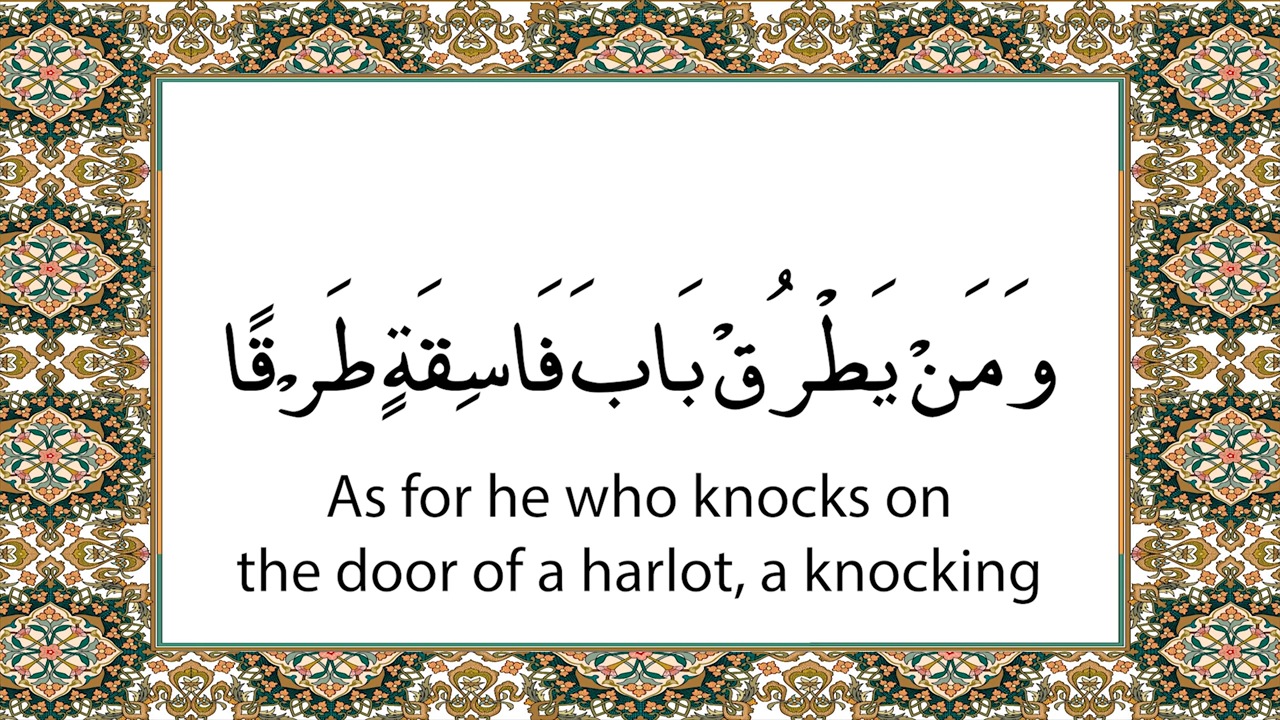 وَمَنْ يَطْرُقْ بَابَ فَاسِقَةٍ طَرْقًا
As for he who knocks on
the door of a harlot, a knocking